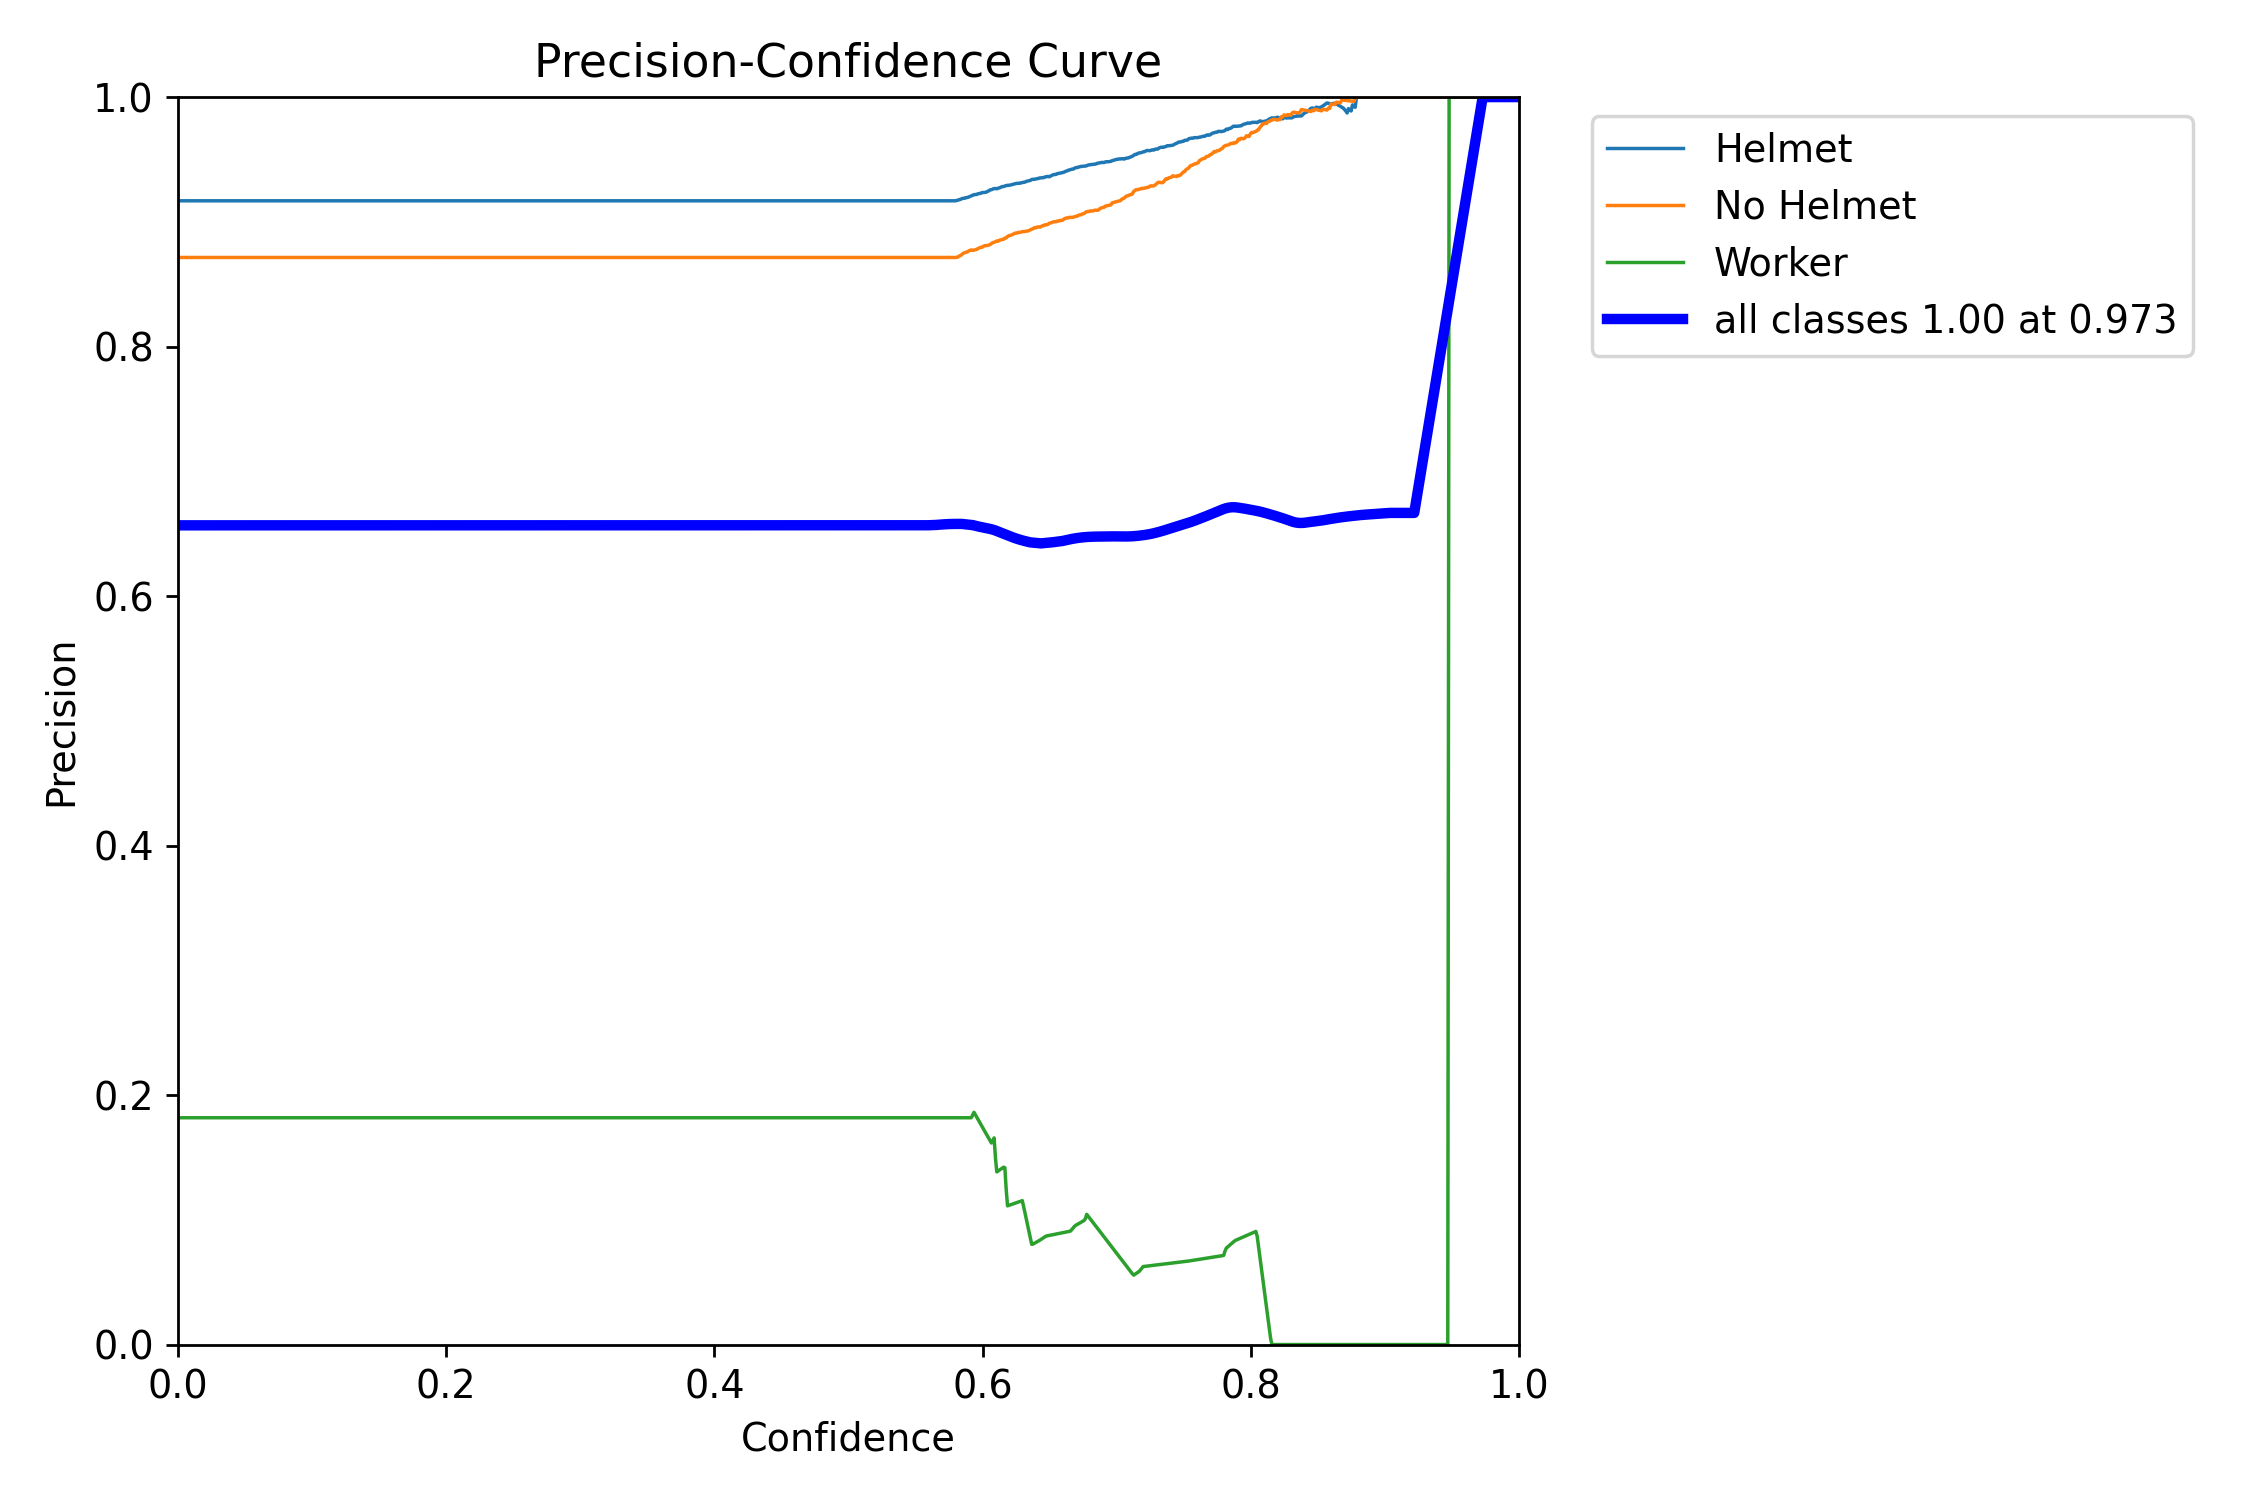 Precision-Confidence Curve
1.0
0.8
0.6
0.4
0.2
0.0
Precision
0.0 0.2 0.4 0.6 0.8 1.0
Confidence
Helmet
No Helmet
Worker
all classes 1.00 at 0.973